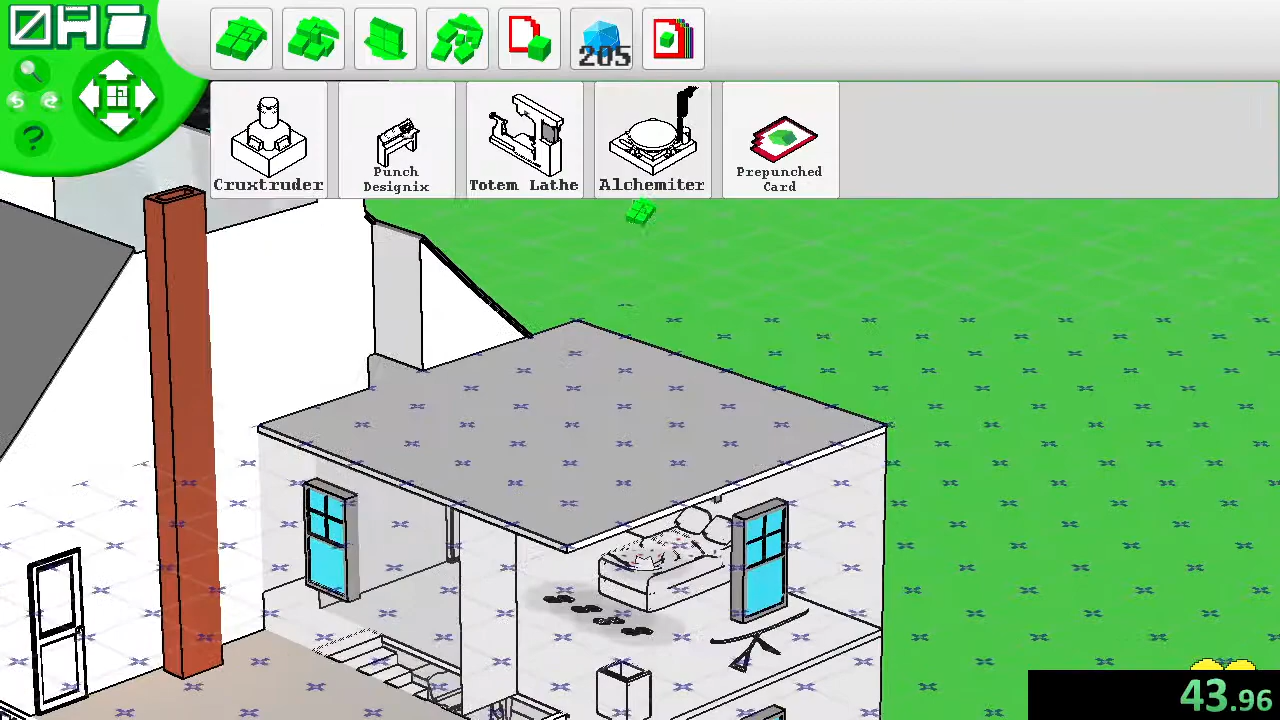 205
Cruxtruder
Punch
Designix
Totem Lathe
Alchemiter
Prepunched
Card
?
43.96